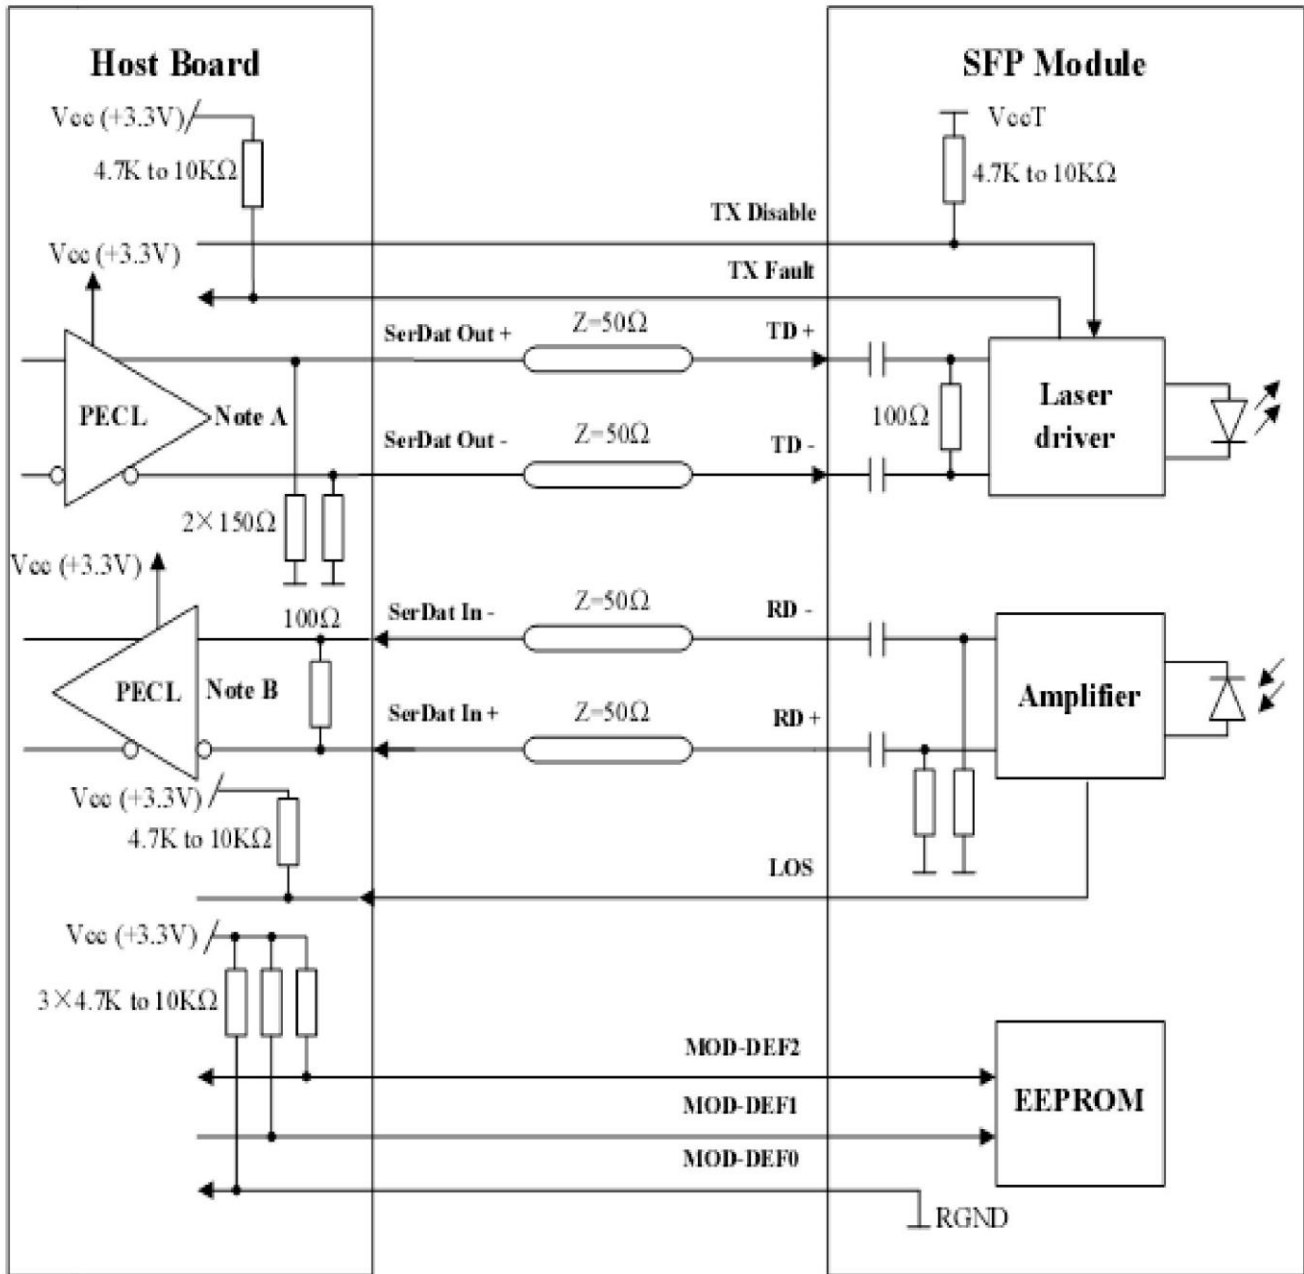 Host Board
SFP Module
Vcc (+3.3V)
VccT
4.7K to 10KΩ
4.7K to 10KΩ
TX Disable
Vcc (+3.3V)
TX Fault
SerDat Out +
Z=50Ω
TD +
PECL
Note A
100Ω
Laser
driver
SerDat Out -
Z=50Ω
TD -
2×150Ω
Vcc (+3.3V)
100Ω
SerDat In -
Z=50Ω
RD -
PECL
Note B
Amplifier
SerDat In +
Z=50Ω
RD +
Vcc (+3.3V)
4.7K to 10KΩ
LOS
Vcc (+3.3V)
3×4.7K to 10KΩ
MOD-DEF2
EEPROM
MOD-DEF1
MOD-DEF0
RGND